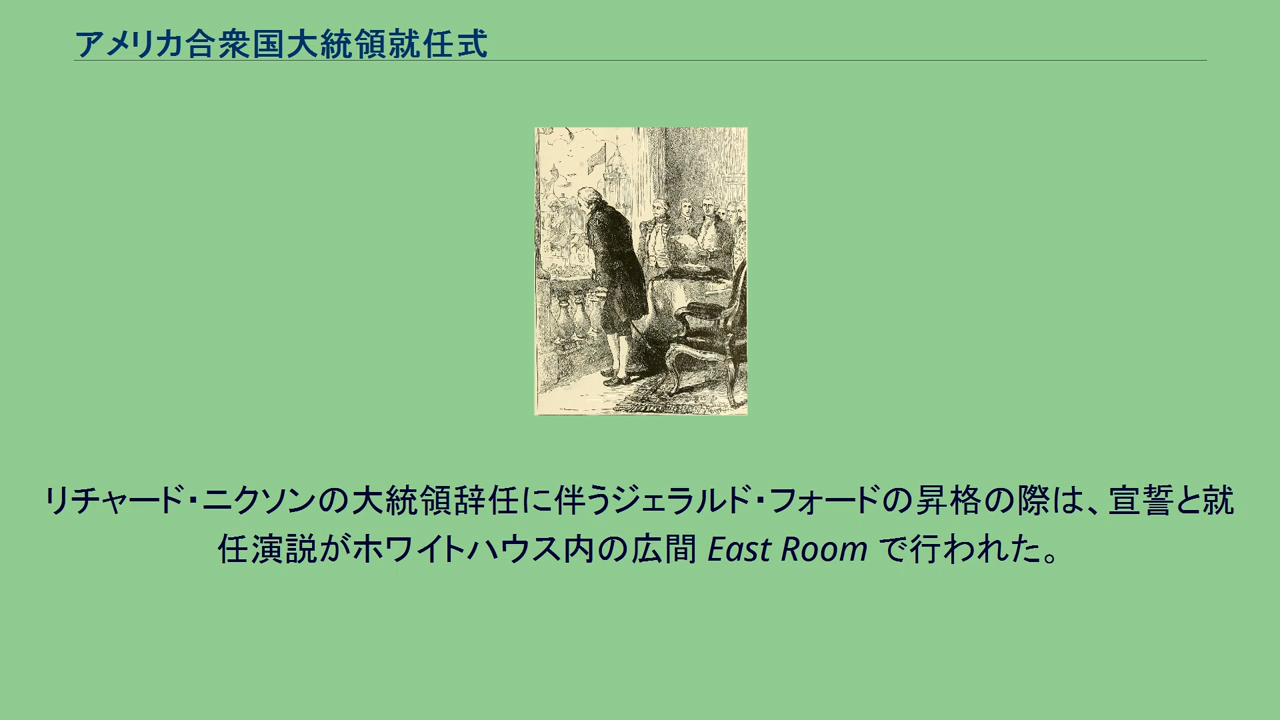 アメリカ合衆国大統領就任式
リチャード・ニクソンの大統領辞任に伴うジェラルド・フォードの昇格の際は、宣誓と就
任演説がホワイトハウス内の広間 East Room で行われた。